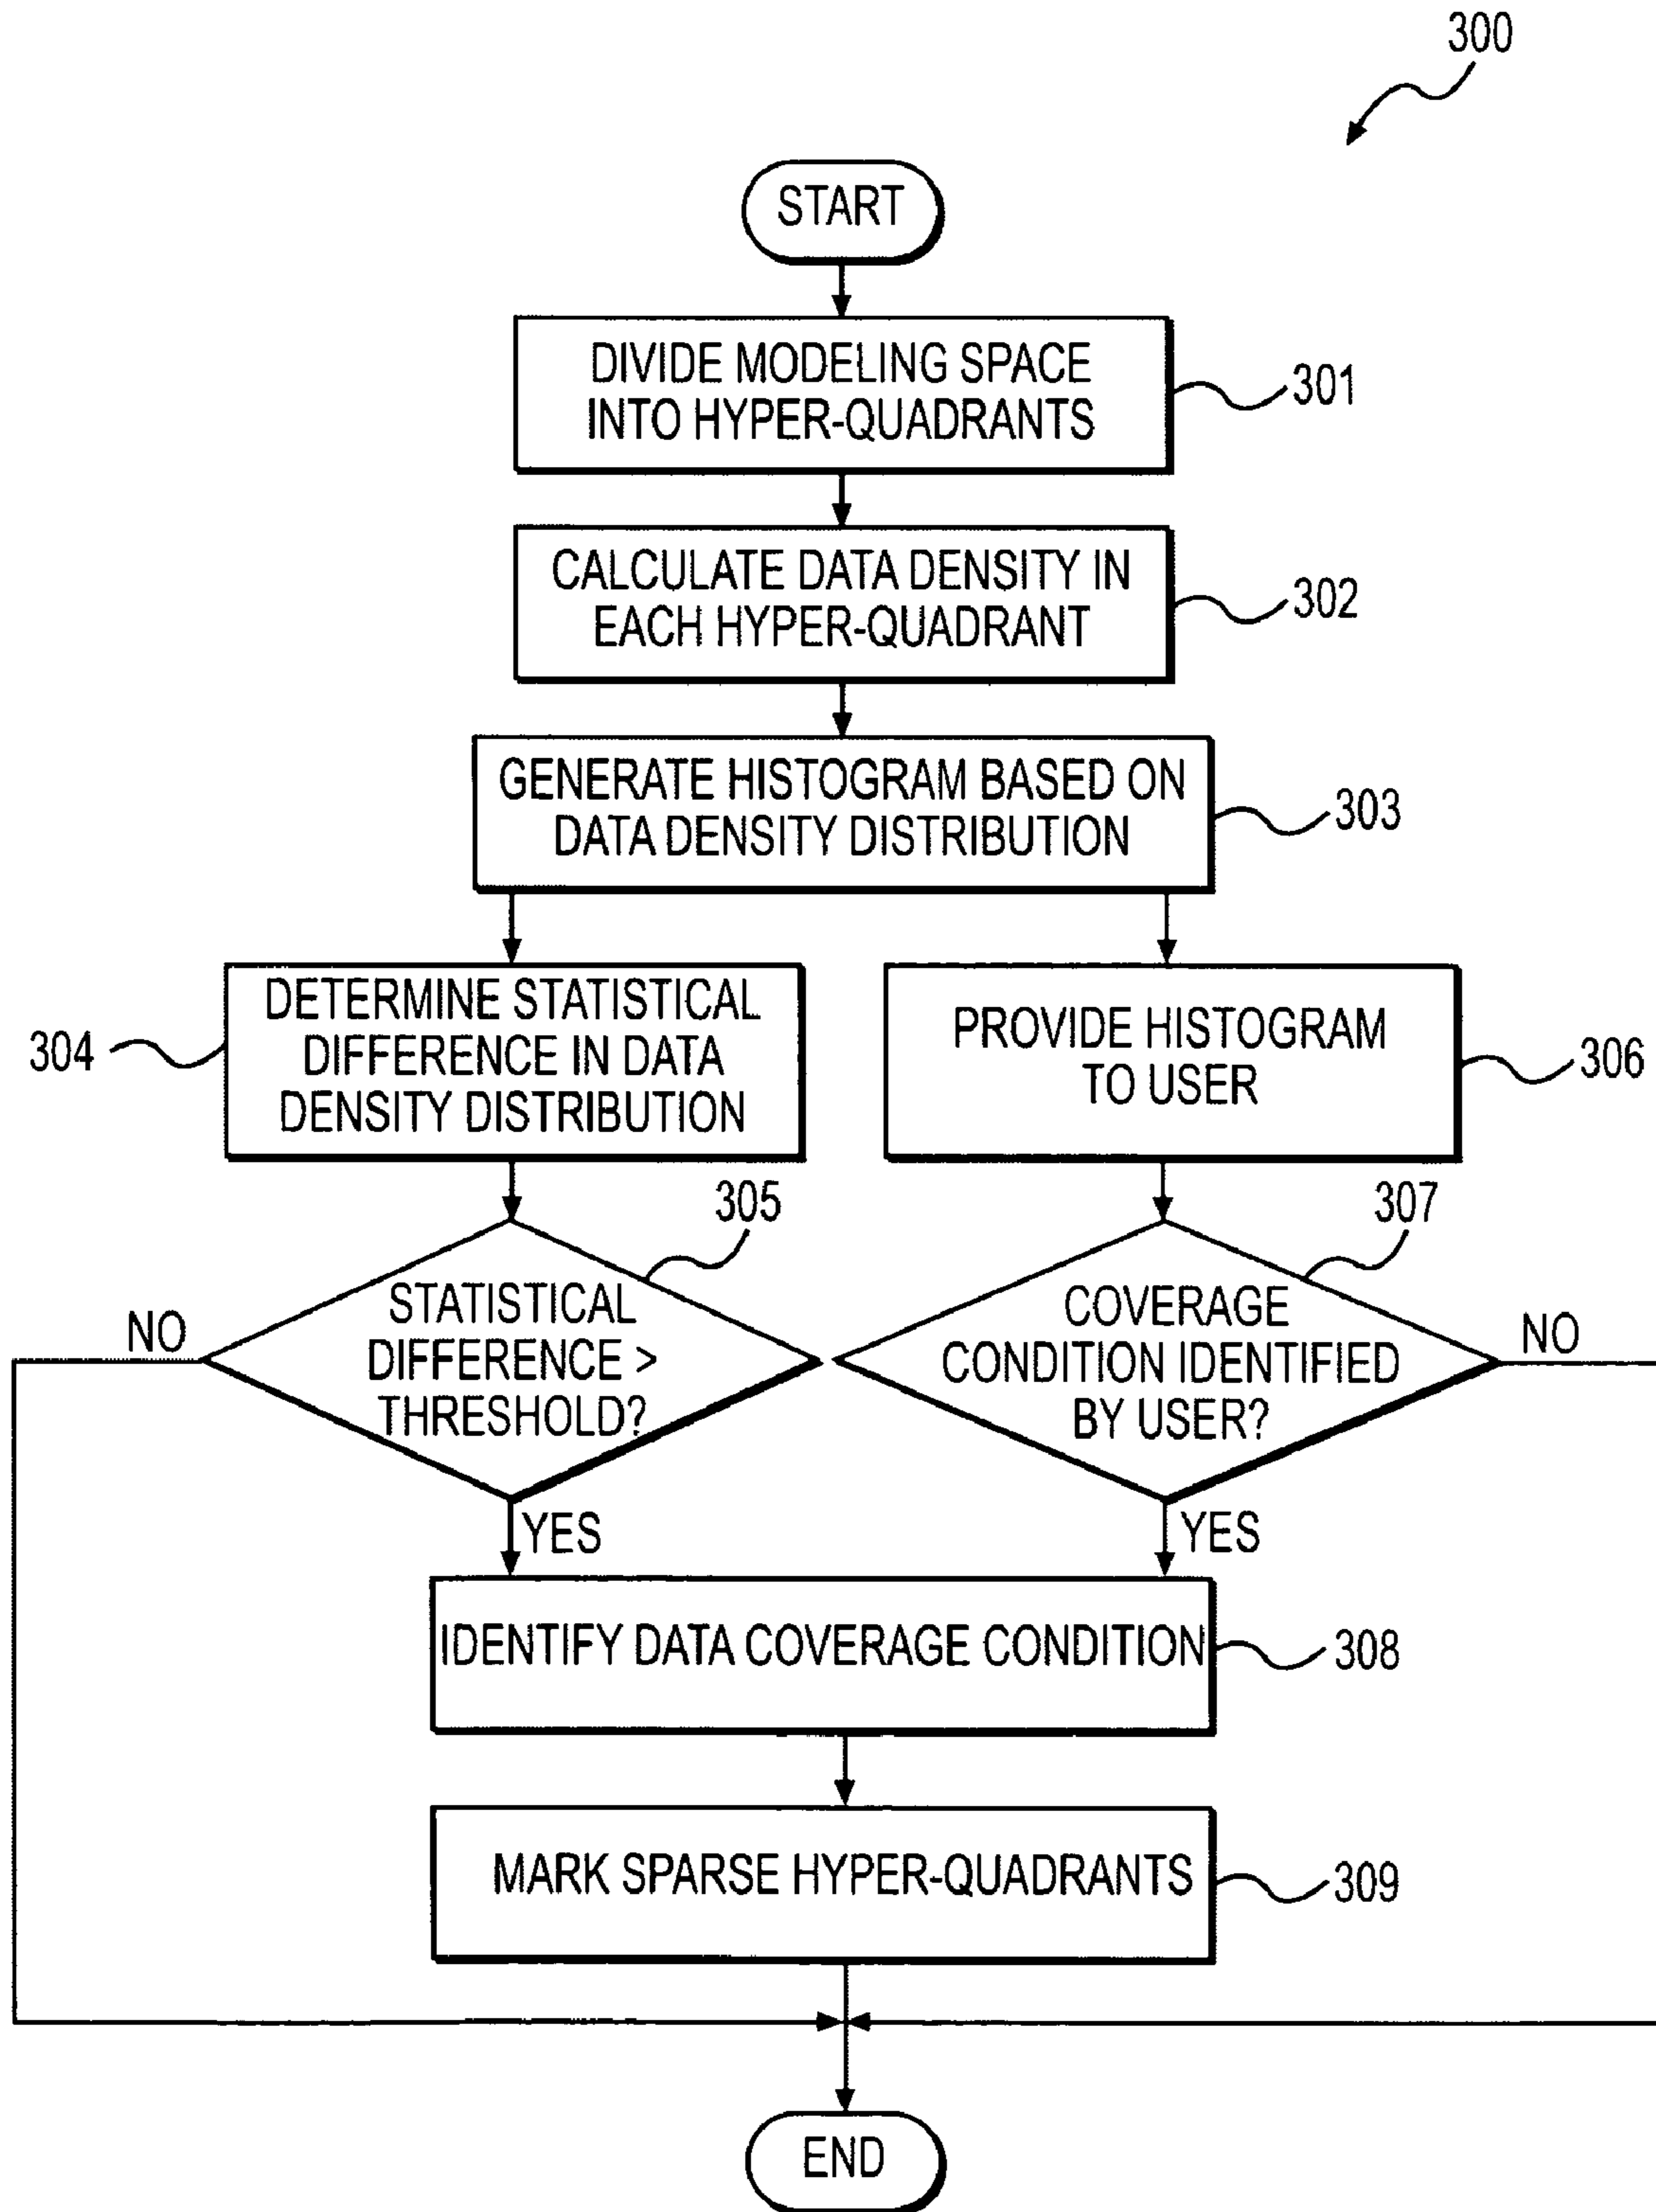 300
START
DIVIDE MODELING SPACE
INTO HYPER-QUADRANTS
301
CALCULATE DATA DENSITY IN
EACH HYPER-QUADRANT
302
GENERATE HISTOGRAM BASED ON
DATA DENSITY DISTRIBUTION
303
DETERMINE STATISTICAL
DIFFERENCE IN DATA
DENSITY DISTRIBUTION
304
PROVIDE HISTOGRAM
TO USER
306
305
STATISTICAL
DIFFERENCE >
THRESHOLD?
NO
YES
307
COVERAGE
CONDITION IDENTIFIED
BY USER?
NO
YES
IDENTIFY DATA COVERAGE CONDITION
308
MARK SPARSE HYPER-QUADRANTS
309
END